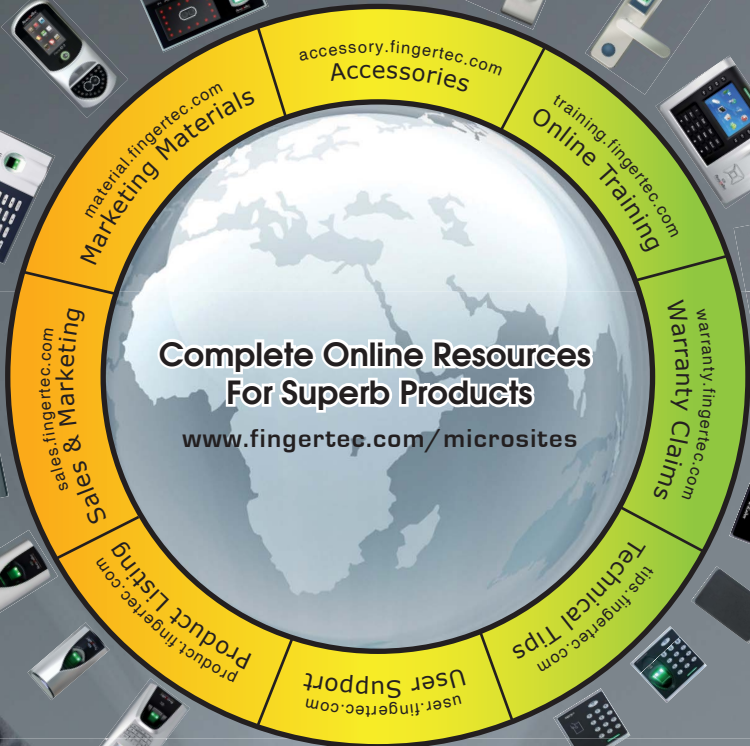 accessory.fingertec.com
Accessories
training.fingertec.com
Online Training
warranty.fingertec.com
Warranty Claims
tips.fingertec.com
Technical Tips
user.fingertec.com
User Support
product.fingertec.com
Product Listing
sales.fingertec.com
Sales & Marketing
material.fingertec.com
Marketing Materials
Complete Online Resources
For Superb Products
www.fingertec.com/microsites